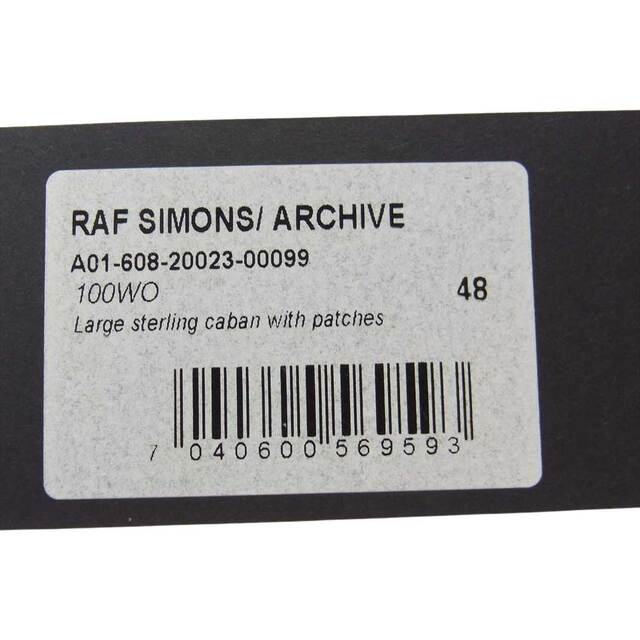 RAF SIMONS/ ARCHIVE
A01-608-20023-00099
100WO 48
Large sterling caban with patches
7 040600 569593